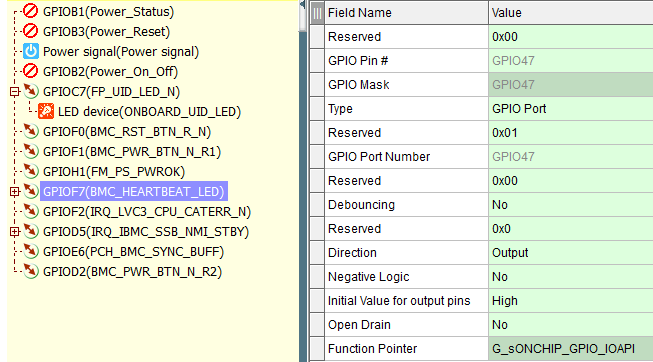 GPIOB1(Power_Status)
GPIOB3(Power_Reset)
Power signal(Power signal)
GPIOB2(Power_On_Off)
GPIOC7(FP_UID_LED_N)
LED device(ONBOARD_UID_LED)
GPIOF0(BMC_RST_BTN_R_N)
GPIOF1(BMC_PWR_BTN_N_R1)
GPIOH1(FM_PS_PWROK)
GPIOF7(BMC_HEARTBEAT_LED)
GPIOF2(IRQ_LVC3_CPU_CATERR_N)
GPIOD5(IRQ_IBMC_SSB_NMI_STBY)
GPIOE6(PCH_BMC_SYNC_BUFF)
GPIOD2(BMC_PWR_BTN_N_R2)
Field Name Value
Reserved 0x00
GPIO Pin # GPIO47
GPIO Mask GPIO47
Type GPIO Port
Reserved 0x01
GPIO Port Number GPIO47
Reserved 0x00
Debouncing No
Reserved 0x0
Direction Output
Negative Logic No
Initial Value for output pins High
Open Drain No
Function Pointer G_sONCHIP_GPIO_IOAPI